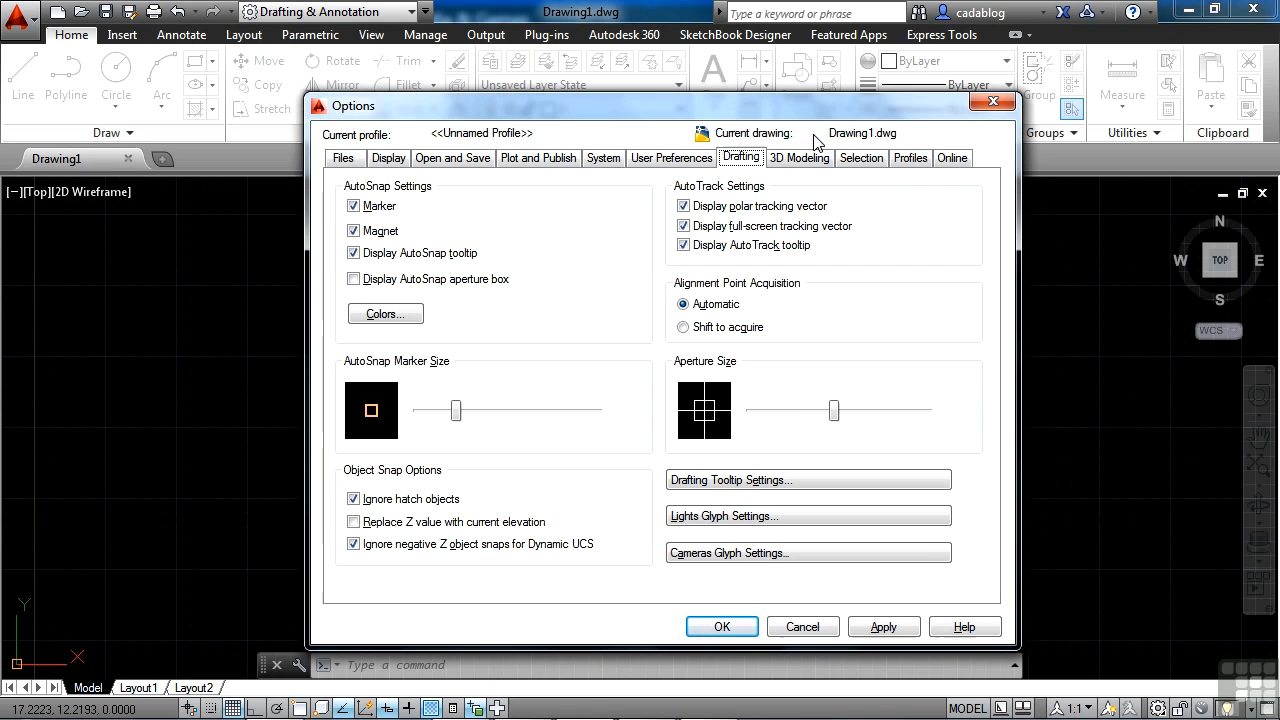 Drafting & Annotation
Drawing1.dwg
Type a keyword or phrase
cadablog
Home Insert Annotate Layout Parametric View Manage Output Plug-ins Autodesk 360 SketchBook Designer Featured Apps Express Tools
Move Rotate Trim
ByLayer
Line Polyline Circle Arc
Copy Mirror Fillet
Unsaved Layer State
ByLayer
Group Measure Paste
Stretch
Draw
Groups Utilities Clipboard
Options
Current profile: <<Unnamed Profile>> Current drawing: Drawing1.dwg
Drawing1
Files Display Open and Save Plot and Publish System User Preferences Drafting 3D Modeling Selection Profiles Online
[−][Top][2D Wireframe]
AutoSnap Settings
Marker
Magnet
Display AutoSnap tooltip
Display AutoSnap aperture box
Colors...
AutoTrack Settings
Display polar tracking vector
Display full-screen tracking vector
Display AutoTrack tooltip
Alignment Point Acquisition
Automatic
Shift to acquire
N
W TOP E
S
WCS
AutoSnap Marker Size
Aperture Size
Object Snap Options
Ignore hatch objects
Replace Z value with current elevation
Ignore negative Z object snaps for Dynamic UCS
Drafting Tooltip Settings...
Lights Glyph Settings...
Cameras Glyph Settings...
OK Cancel Apply Help
Y
X
Type a command
Model Layout1 Layout2
17.2223, 12.2193, 0.0000
MODEL
1:1